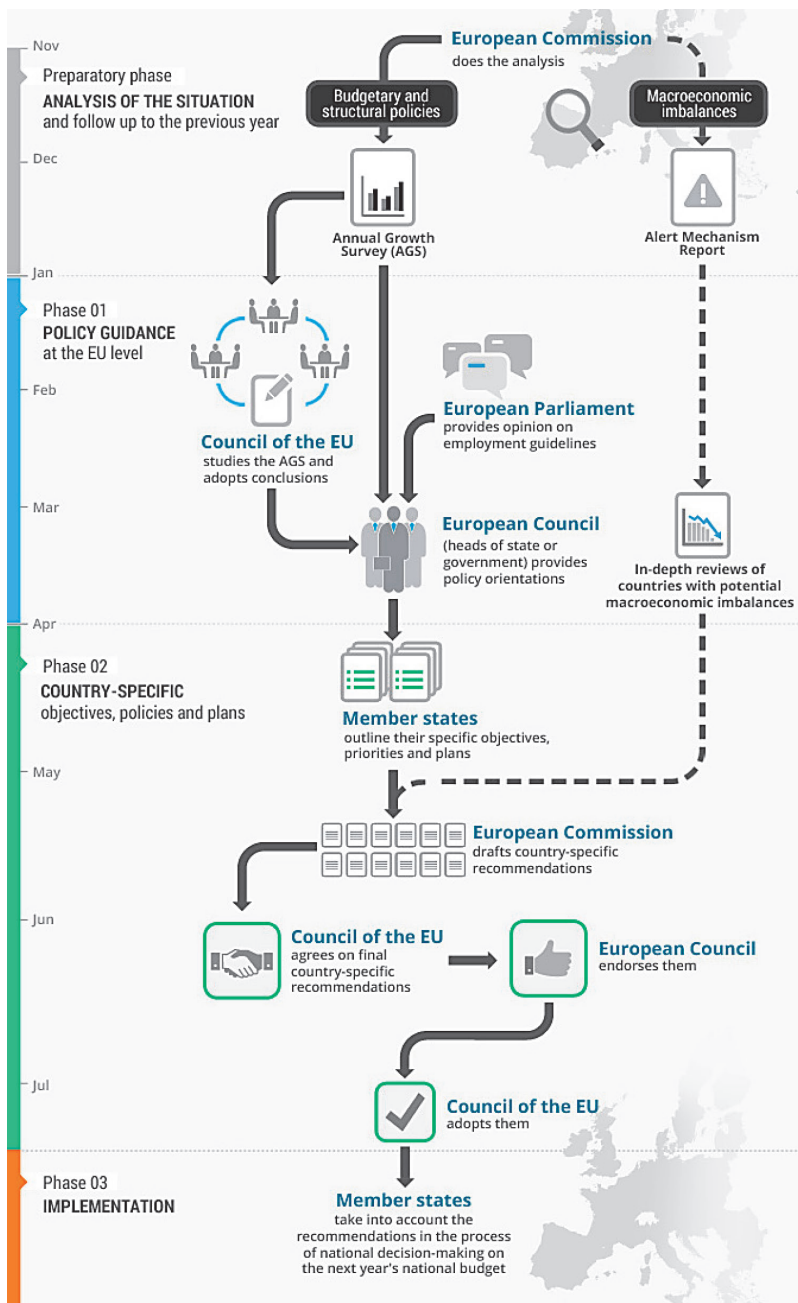 Nov
European Commission
does the analysis
Preparatory phase
ANALYSIS OF THE SITUATION
and follow up to the previous year
Budgetary and
structural policies
Macroeconomic
imbalances
Dec
Annual Growth
Survey (AGS)
Alert Mechanism
Report
Jan
Phase 01
POLICY GUIDANCE
at the EU level
Feb
European Parliament
provides opinion on
employment guidelines
Council of the EU
studies the AGS and
adopts conclusions
Mar
European Council
(heads of state or
government) provides
policy orientations
In-depth reviews of
countries with potential
macroeconomic imbalances
Apr
Phase 02
COUNTRY-SPECIFIC
objectives, policies and plans
Member states
outline their specific objectives,
priorities and plans
May
European Commission
drafts country-specific
recommendations
Jun
Council of the EU
agrees on final
country-specific
recommendations
European Council
endorses them
Jul
Council of the EU
adopts them
Phase 03
IMPLEMENTATION
Member states
take into account the
recommendations in the process
of national decision-making on
the next year's national budget